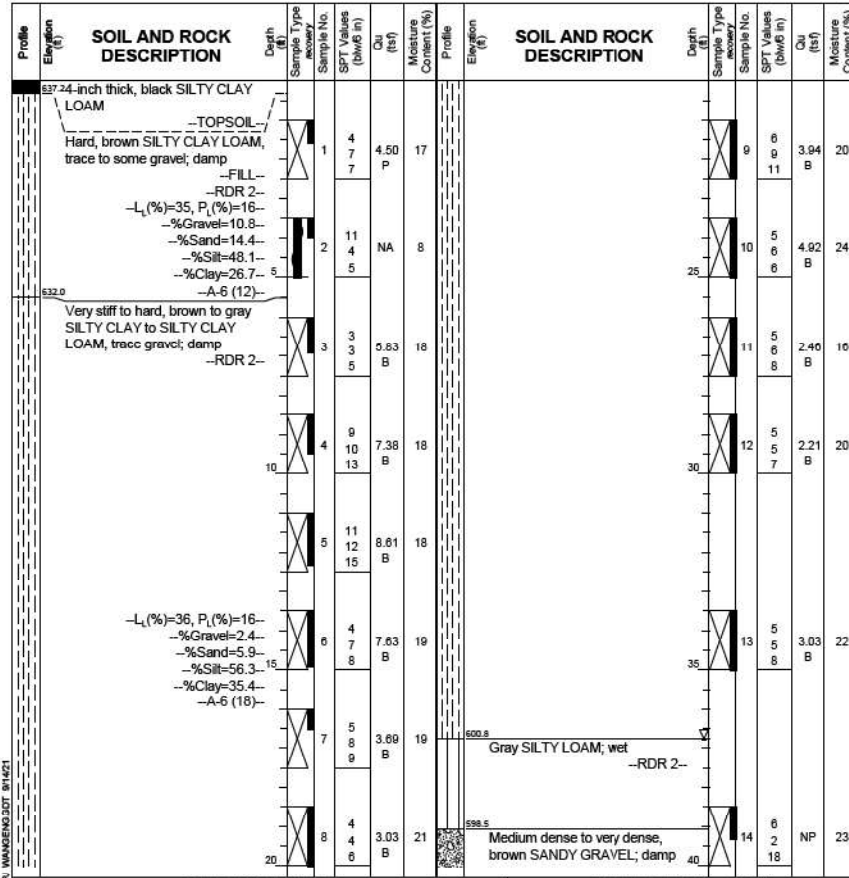 Profile
Elevation (ft)
SOIL AND ROCK DESCRIPTION
Depth (ft)
Sample Type
recovery
Sample No.
SPT Values (blw/6 in)
Qu (tsf)
Moisture Content (%)
637.2 4-inch thick, black SILTY CLAY
LOAM
--TOPSOIL--
Hard, brown SILTY CLAY LOAM,
trace to some gravel; damp
--FILL--
--RDR 2--
--LL(%)=35, PL(%)=16--
--%Gravel=10.8--
--%Sand=14.4--
--%Silt=48.1--
--%Clay=26.7--
--A-6 (12)--
632.0
Very stiff to hard, brown to gray
SILTY CLAY to SILTY CLAY
LOAM, trace gravel; damp
--RDR 2--
--LL(%)=36, PL(%)=16--
--%Gravel=2.4--
--%Sand=5.9--
--%Silt=56.3--
--%Clay=35.4--
--A-6 (18)--
5
10
15
20
1 4 7 7 4.50 P 17
2 11 4 5 NA 8
3 3 3 5 5.83 B 18
4 9 10 13 7.38 B 18
5 11 12 15 8.61 B 18
6 4 7 8 7.63 B 19
7 5 8 9 3.69 B 19
8 4 4 6 3.03 B 21
Profile
Elevation (ft)
SOIL AND ROCK DESCRIPTION
Depth (ft)
Sample Type
recovery
Sample No.
SPT Values (blw/6 in)
Qu (tsf)
Moisture Content (%)
25
30
35
40
9 6 9 11 3.94 B 20
10 5 6 6 4.92 B 24
11 5 6 8 2.46 B 16
12 5 5 7 2.21 B 20
13 5 5 8 3.03 B 22
600.8
Gray SILTY LOAM; wet
--RDR 2--
598.5
Medium dense to very dense,
brown SANDY GRAVEL; damp
14 6 2 18 NP 23
WANGENG.GDT 9/14/21